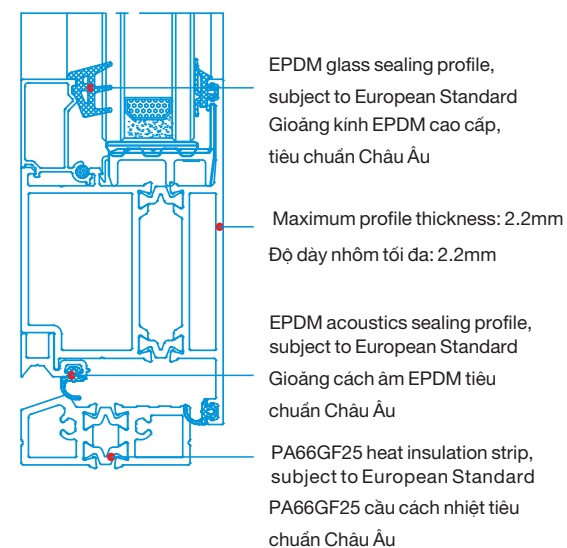 EPDM glass sealing profile,
subject to European Standard
Gioăng kính EPDM cao cấp,
tiêu chuẩn Châu Âu
Maximum profile thickness: 2.2mm
Độ dày nhôm tối đa: 2.2mm
EPDM acoustics sealing profile,
subject to European Standard
Gioăng cách âm EPDM tiêu
chuẩn Châu Âu
PA66GF25 heat insulation strip,
subject to European Standard
PA66GF25 cầu cách nhiệt tiêu
chuẩn Châu Âu